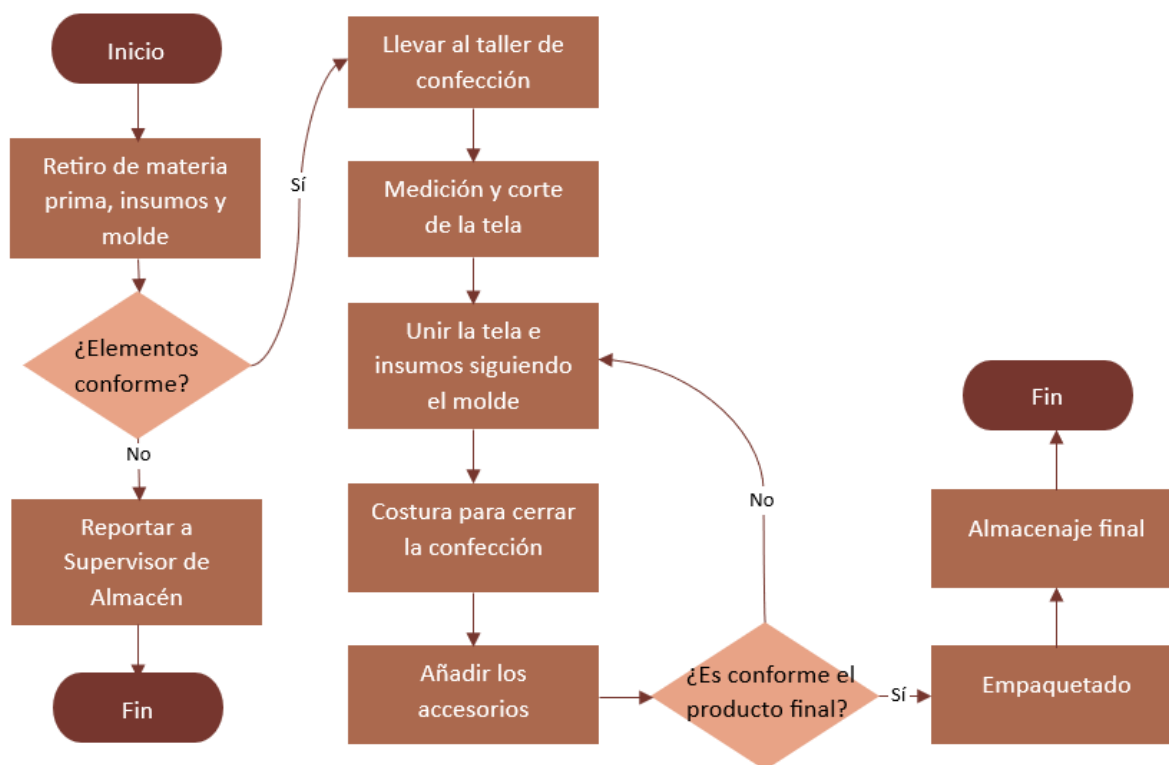 Inicio
Retiro de materia
prima, insumos y
molde
¿Elementos
conforme?
No
Reportar a
Supervisor de
Almacén
Fin
Sí
Llevar al taller de
confección
Medición y corte
de la tela
Unir la tela e
insumos siguiendo
el molde
Costura para cerrar
la confección
Añadir los
accesorios
¿Es conforme el
producto final?
No
Sí
Empaquetado
Almacenaje final
Fin